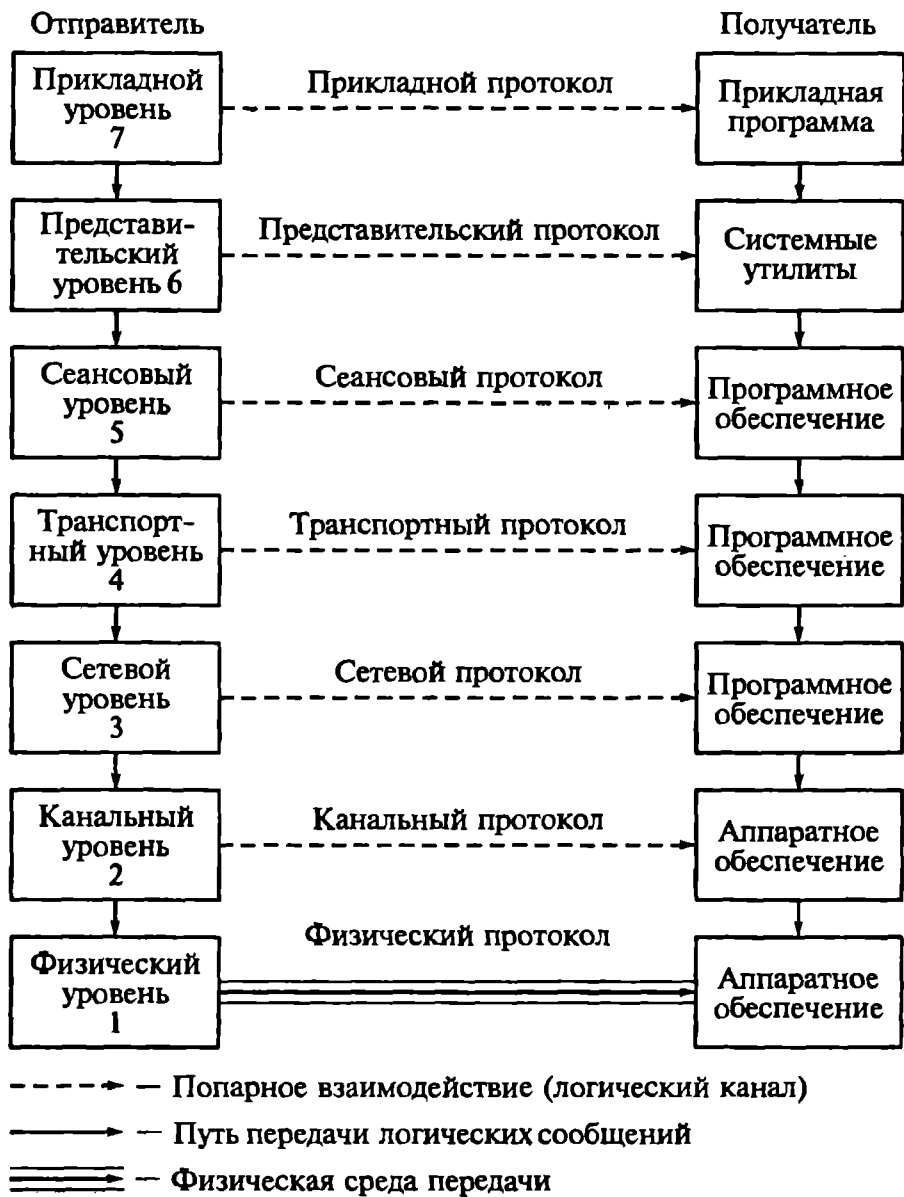 Отправитель
Получатель
Прикладной
уровень
7
Прикладной протокол
Прикладная
программа
Представи-
тельский
уровень 6
Представительский протокол
Системные
утилиты
Сеансовый
уровень
5
Сеансовый протокол
Программное
обеспечение
Транспорт-
ный уровень
4
Транспортный протокол
Программное
обеспечение
Сетевой
уровень
3
Сетевой протокол
Программное
обеспечение
Канальный
уровень
2
Канальный протокол
Аппаратное
обеспечение
Физический
уровень
1
Физический протокол
Аппаратное
обеспечение
— Попарное взаимодействие (логический канал)
— Путь передачи логических сообщений
— Физическая среда передачи